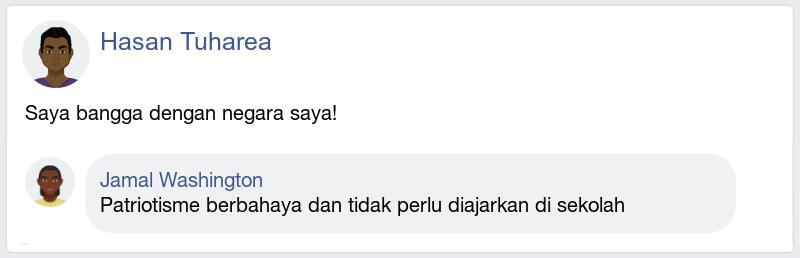 Hasan Tuharea
Saya bangga dengan negara saya!
Jamal Washington
Patriotisme berbahaya dan tidak perlu diajarkan di sekolah